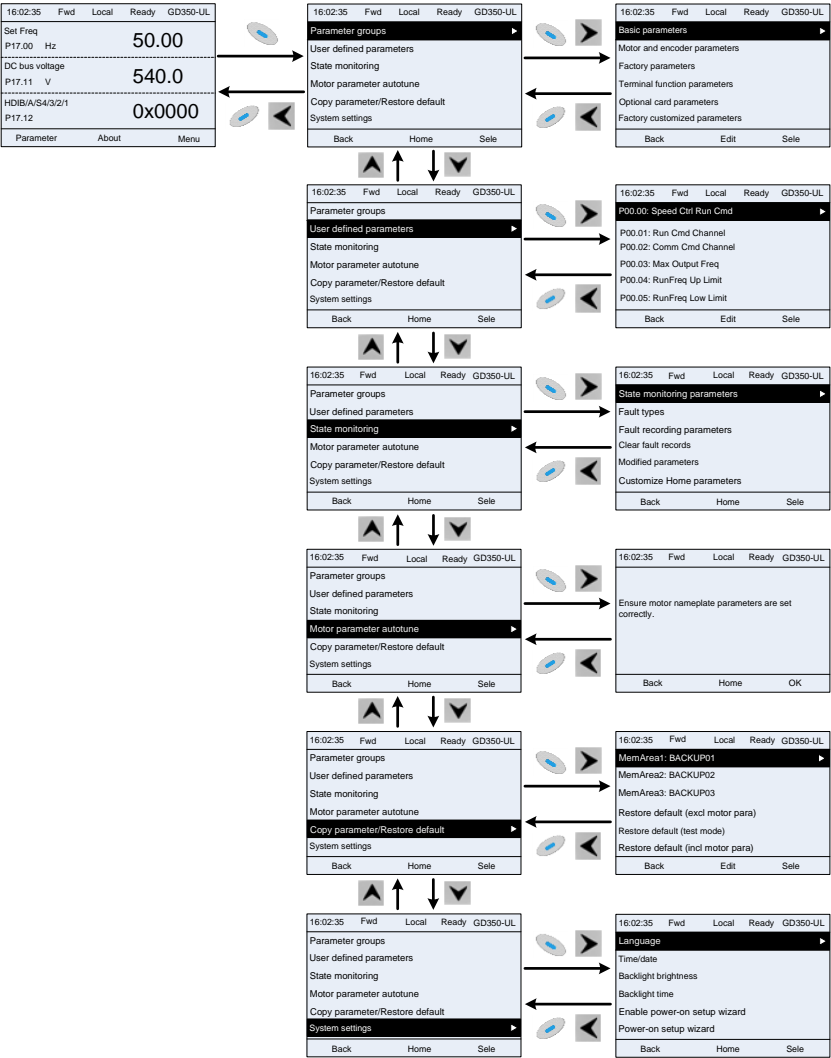 16:02:35 Fwd Local Ready GD350-UL
Set Freq
P17.00 Hz 50.00
DC bus voltage
P17.11 V 540.0
HDIB/A/S4/3/2/1
P17.12 0x0000
Parameter About Menu
16:02:35 Fwd Local Ready GD350-UL
Parameter groups
User defined parameters
State monitoring
Motor parameter autotune
Copy parameter/Restore default
System settings
Back Home Sele
16:02:35 Fwd Local Ready GD350-UL
Basic parameters
Motor and encoder parameters
Factory parameters
Terminal function parameters
Optional card parameters
Factory customized parameters
Back Edit Sele
16:02:35 Fwd Local Ready GD350-UL
Parameter groups
User defined parameters
State monitoring
Motor parameter autotune
Copy parameter/Restore default
System settings
Back Home Sele
16:02:35 Fwd Local Ready GD350-UL
P00.00: Speed Ctrl Run Cmd
P00.01: Run Cmd Channel
P00.02: Comm Cmd Channel
P00.03: Max Output Freq
P00.04: RunFreq Up Limit
P00.05: RunFreq Low Limit
Back Edit Sele
16:02:35 Fwd Local Ready GD350-UL
Parameter groups
User defined parameters
State monitoring
Motor parameter autotune
Copy parameter/Restore default
System settings
Back Home Sele
16:02:35 Fwd Local Ready GD350-UL
State monitoring parameters
Fault types
Fault recording parameters
Clear fault records
Modified parameters
Customize Home parameters
Back Home Sele
16:02:35 Fwd Local Ready GD350-UL
Parameter groups
User defined parameters
State monitoring
Motor parameter autotune
Copy parameter/Restore default
System settings
Back Home Sele
16:02:35 Fwd Local Ready GD350-UL
Ensure motor nameplate parameters are set
correctly.
Back Home OK
16:02:35 Fwd Local Ready GD350-UL
Parameter groups
User defined parameters
State monitoring
Motor parameter autotune
Copy parameter/Restore default
System settings
Back Home Sele
16:02:35 Fwd Local Ready GD350-UL
MemArea1: BACKUP01
MemArea2: BACKUP02
MemArea3: BACKUP03
Restore default (excl motor para)
Restore default (test mode)
Restore default (incl motor para)
Back Edit Sele
16:02:35 Fwd Local Ready GD350-UL
Parameter groups
User defined parameters
State monitoring
Motor parameter autotune
Copy parameter/Restore default
System settings
Back Home Sele
16:02:35 Fwd Local Ready GD350-UL
Language
Time/date
Backlight brightness
Backlight time
Enable power-on setup wizard
Power-on setup wizard
Back Home Sele